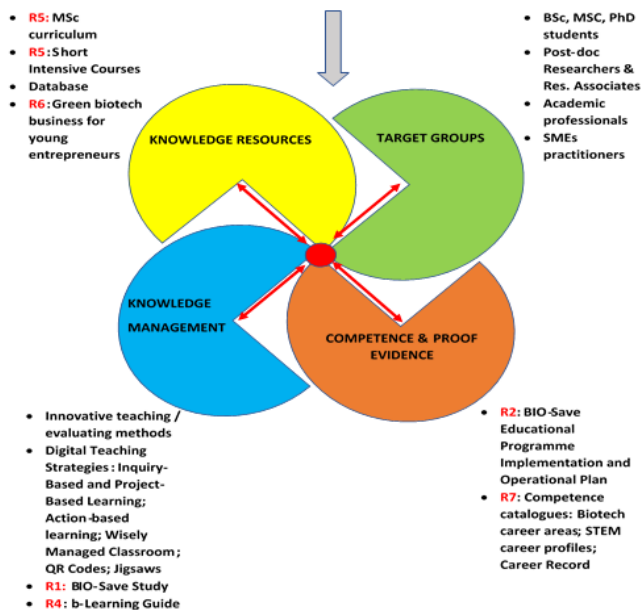 • R5: MSc
curriculum
• R5:Short
Intensive Courses
• Database
• R6:Green biotech
business for
young
entrepreneurs
• BSc, MSC, PhD
students
• Post-doc
Researchers &
Res. Associates
• Academic
professionals
• SMEs
practitioners
KNOWLEDGE RESOURCES
TARGET GROUPS
KNOWLEDGE
MANAGEMENT
COMPETENCE & PROOF
EVIDENCE
• Innovative teaching /
evaluating methods
• Digital Teaching
Strategies: Inquiry-
Based and Project-
Based Learning;
Action-based
learning; Wisely
Managed Classroom;
QR Codes; Jigsaws
• R1: BIO-Save Study
• R4: b-Learning Guide
• R2: BIO-Save
Educational
Programme
Implementation and
Operational Plan
• R7: Competence
catalogues: Biotech
career areas; STEM
career profiles;
Career Record